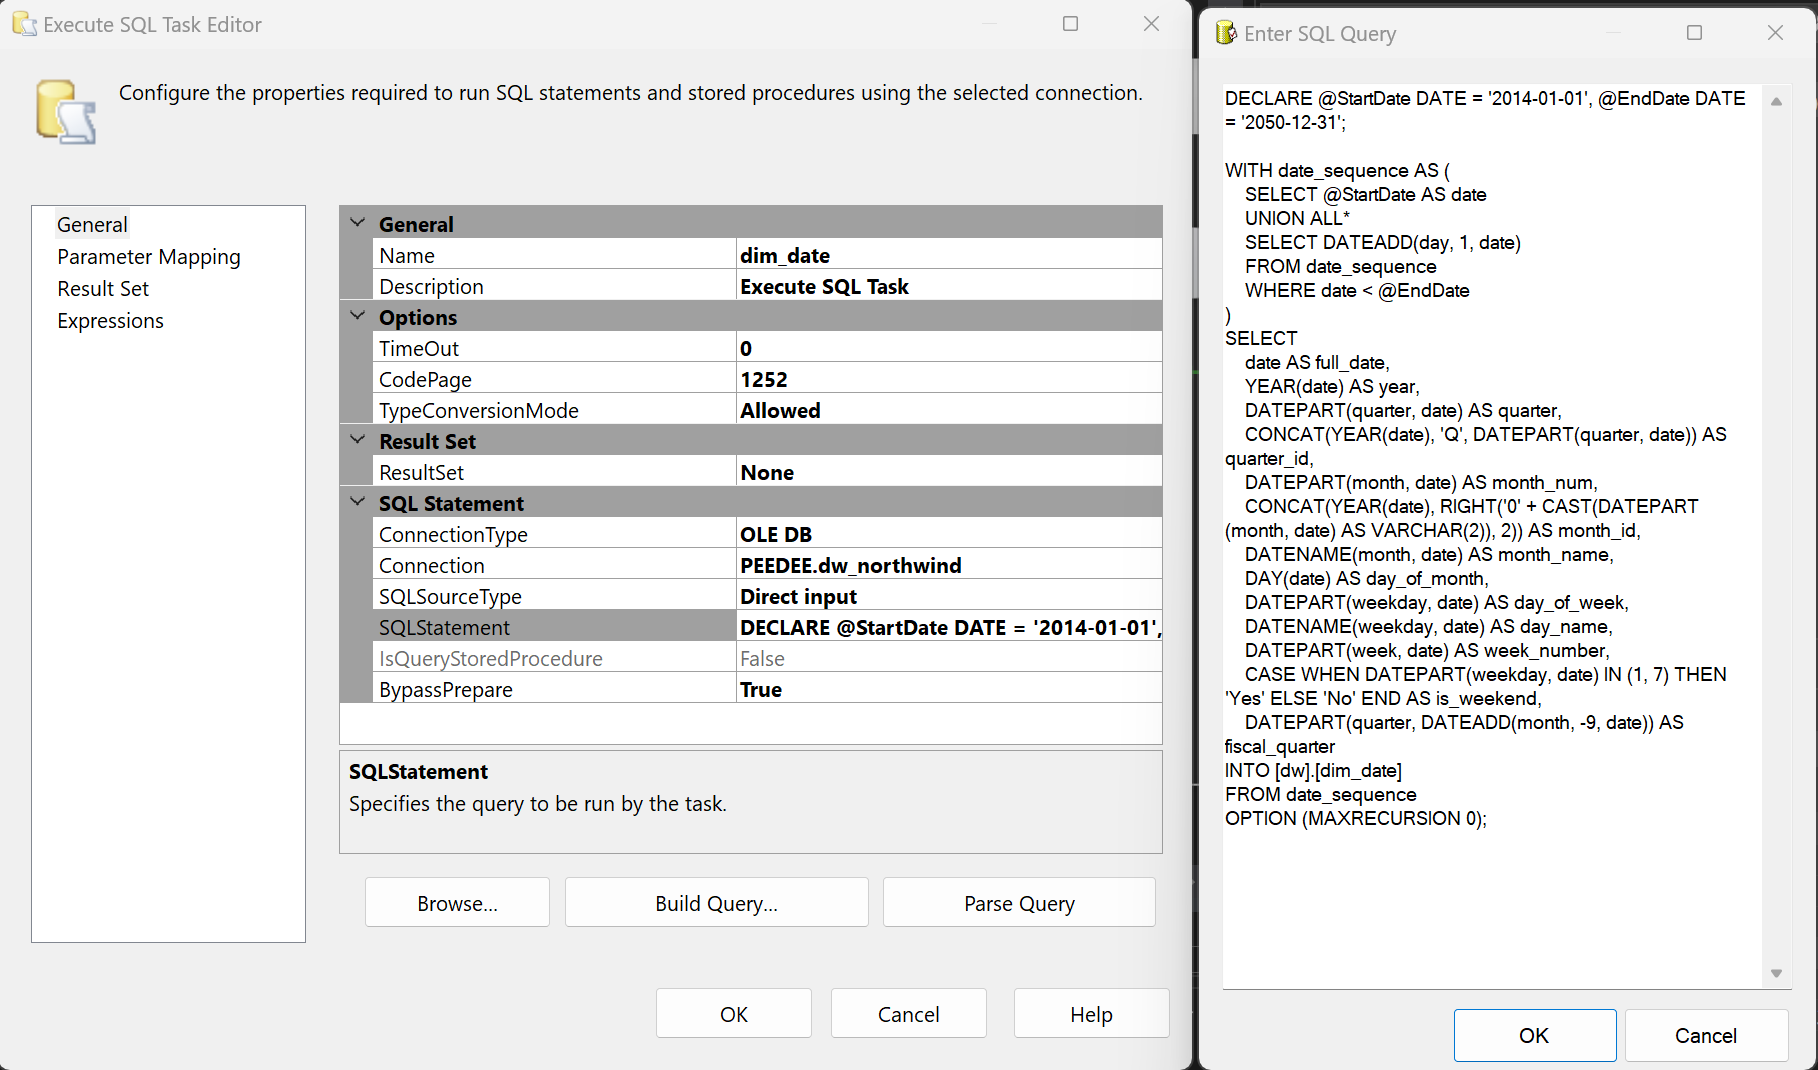 Execute SQL Task Editor
Configure the properties required to run SQL statements and stored procedures using the selected connection.
General
Parameter Mapping
Result Set
Expressions
General
Name dim_date
Description Execute SQL Task
Options
TimeOut 0
CodePage 1252
TypeConversionMode Allowed
Result Set
ResultSet None
SQL Statement
ConnectionType OLE DB
Connection PEEDEE.dw_northwind
SQLSourceType Direct input
SQLStatement DECLARE @StartDate DATE = '2014-01-01',
IsQueryStoredProcedure False
BypassPrepare True
SQLStatement
Specifies the query to be run by the task.
Browse... Build Query... Parse Query
OK Cancel Help
Enter SQL Query
DECLARE @StartDate DATE = '2014-01-01', @EndDate DATE
= '2050-12-31';
WITH date_sequence AS (
SELECT @StartDate AS date
UNION ALL*
SELECT DATEADD(day, 1, date)
FROM date_sequence
WHERE date < @EndDate
)
SELECT
date AS full_date,
YEAR(date) AS year,
DATEPART(quarter, date) AS quarter,
CONCAT(YEAR(date), 'Q', DATEPART(quarter, date)) AS
quarter_id,
DATEPART(month, date) AS month_num,
CONCAT(YEAR(date), RIGHT('0' + CAST(DATEPART
(month, date) AS VARCHAR(2)), 2)) AS month_id,
DATENAME(month, date) AS month_name,
DAY(date) AS day_of_month,
DATEPART(weekday, date) AS day_of_week,
DATENAME(weekday, date) AS day_name,
DATEPART(week, date) AS week_number,
CASE WHEN DATEPART(weekday, date) IN (1, 7) THEN
'Yes' ELSE 'No' END AS is_weekend,
DATEPART(quarter, DATEADD(month, -9, date)) AS
fiscal_quarter
INTO [dw].[dim_date]
FROM date_sequence
OPTION (MAXRECURSION 0);
OK Cancel